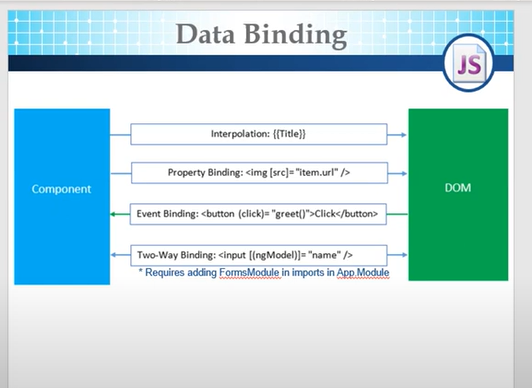 Data Binding
JS
Component
Interpolation: {{Title}}
Property Binding: <img [src]= "item.url" />
Event Binding: <button (click)= "greet()">Click</button>
Two-Way Binding: <input [(ngModel)]= "name" />
* Requires adding FormsModule in imports in App.Module
DOM